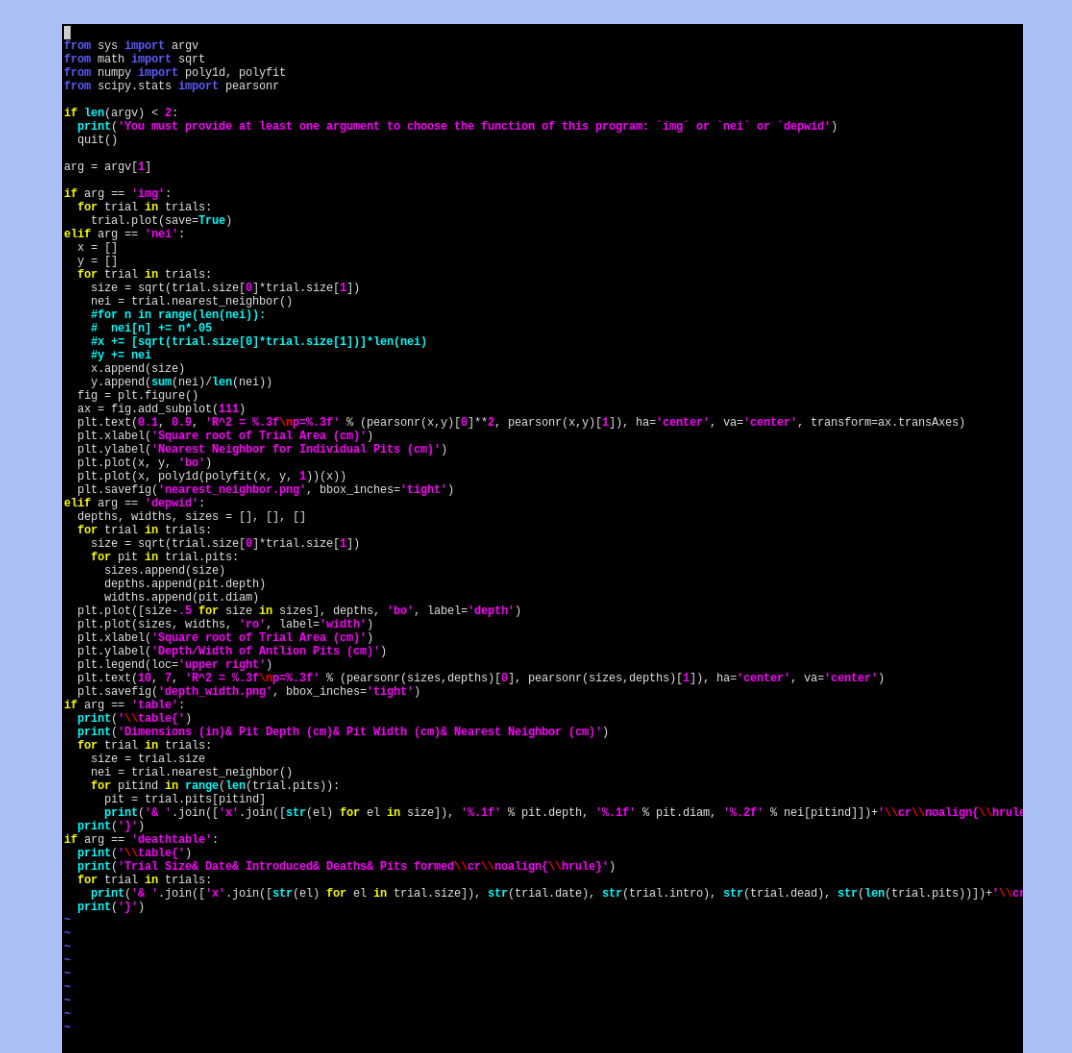 from sys import argv
from math import sqrt
from numpy import poly1d, polyfit
from scipy.stats import pearsonr

if len(argv) < 2:
  print('You must provide at least one argument to choose the function of this program: `img` or `nei` or `depwid')
  quit()

arg = argv[1]

if arg == 'img':
  for trial in trials:
    trial.plot(save=True)
elif arg == 'nei':
  x = []
  y = []
  for trial in trials:
    size = sqrt(trial.size[0]*trial.size[1])
    nei = trial.nearest_neighbor()
    #for n in range(len(nei)):
    #  nei[n] += n*.05
    #x += [sqrt(trial.size[0]*trial.size[1])]*len(nei)
    #y += nei
    x.append(size)
    y.append(sum(nei)/len(nei))
  fig = plt.figure()
  ax = fig.add_subplot(111)
  plt.text(0.1, 0.9, 'R^2 = %.3f\np=%.3f' % (pearsonr(x,y)[0]**2, pearsonr(x,y)[1]), ha='center', va='center', transform=ax.transAxes)
  plt.xlabel('Square root of Trial Area (cm)')
  plt.ylabel('Nearest Neighbor for Individual Pits (cm)')
  plt.plot(x, y, 'bo')
  plt.plot(x, poly1d(polyfit(x, y, 1))(x))
  plt.savefig('nearest_neighbor.png', bbox_inches='tight')
elif arg == 'depwid':
  depths, widths, sizes = [], [], []
  for trial in trials:
    size = sqrt(trial.size[0]*trial.size[1])
    for pit in trial.pits:
      sizes.append(size)
      depths.append(pit.depth)
      widths.append(pit.diam)
  plt.plot([size-.5 for size in sizes], depths, 'bo', label='depth')
  plt.plot(sizes, widths, 'ro', label='width')
  plt.xlabel('Square root of Trial Area (cm)')
  plt.ylabel('Depth/Width of Antlion Pits (cm)')
  plt.legend(loc='upper right')
  plt.text(10, 7, 'R^2 = %.3f\np=%.3f' % (pearsonr(sizes,depths)[0], pearsonr(sizes,depths)[1]), ha='center', va='center')
  plt.savefig('depth_width.png', bbox_inches='tight')
if arg == 'table':
  print('\\table{')
  print('Dimensions (in)& Pit Depth (cm)& Pit Width (cm)& Nearest Neighbor (cm)')
  for trial in trials:
    size = trial.size
    nei = trial.nearest_neighbor()
    for pitind in range(len(trial.pits)):
      pit = trial.pits[pitind]
      print('& '.join(['x'.join([str(el) for el in size]), '%.1f' % pit.depth, '%.1f' % pit.diam, '%.2f' % nei[pitind]])+'\\cr\\noalign{\\hrule
  print('}')
if arg == 'deathtable':
  print('\\table{')
  print('Trial Size& Date& Introduced& Deaths& Pits formed\\cr\\noalign{\\hrule}')
  for trial in trials:
    print('& '.join(['x'.join([str(el) for el in trial.size]), str(trial.date), str(trial.intro), str(trial.dead), str(len(trial.pits))])+'\\cr
  print('}')
~
~
~
~
~
~
~
~
~